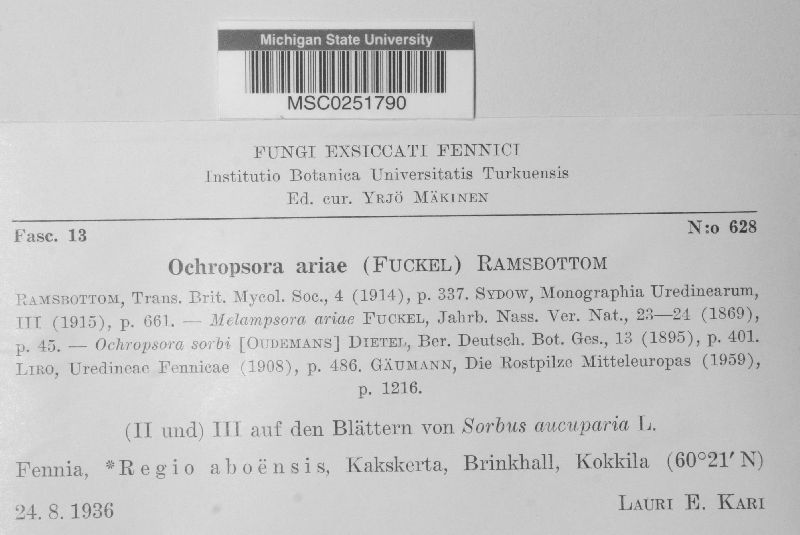 Michigan State University
MSC0251790
FUNGI EXSICCATI FENNICI
Institutio Botanica Universitatis Turkuensis
Ed. cur. YRJÖ MÄKINEN
Fasc. 13 N:o 628
Ochropsora ariae (FUCKEL) RAMSBOTTOM
RAMSBOTTOM, Trans. Brit. Mycol. Soc., 4 (1914), p. 337. SYDOW, Monographia Uredinearum,
III (1915), p. 661. — Melampsora ariae FUCKEL, Jahrb. Nass. Ver. Nat., 23—24 (1869),
p. 45. — Ochropsora sorbi [OUDEMANS] DIETEL, Ber. Deutsch. Bot. Ges., 13 (1895), p. 401.
LIRO, Uredineae Fennicae (1908), p. 486. GÄUMANN, Die Rostpilze Mitteleuropas (1959),
p. 1216.
(II und) III auf den Blättern von Sorbus aucuparia L.
Fennia, *Regio aboënsis, Kakskerta, Brinkhall, Kokkila (60°21′ N)
24. 8. 1936 LAURI E. KARI